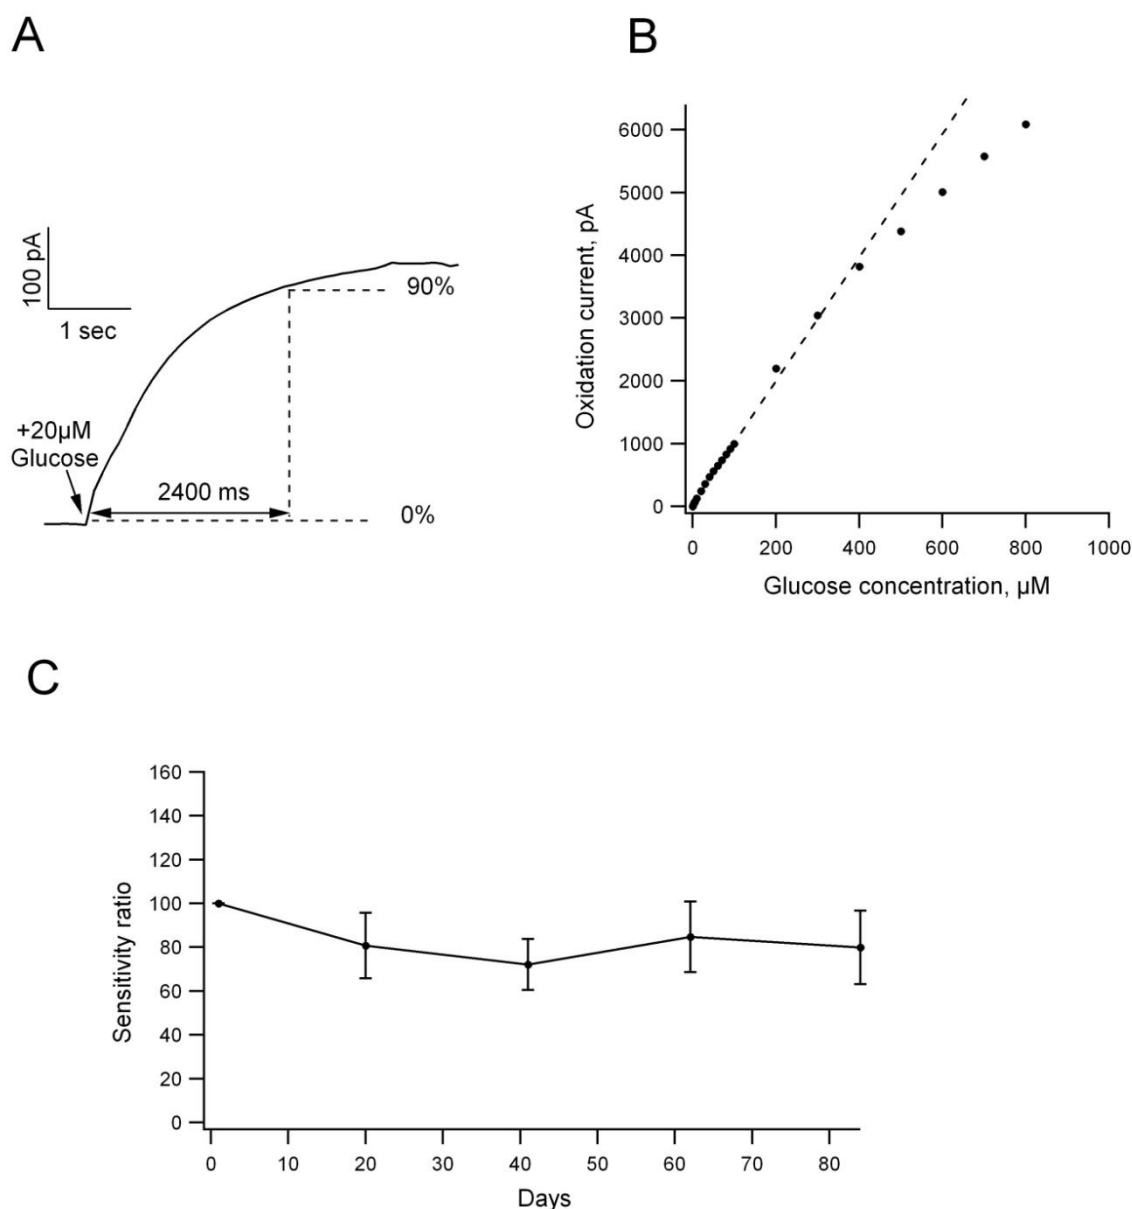 A
100 pA
1 sec
90%
+20µM
Glucose
2400 ms
0%
B
Oxidation current, pA
6000
5000
4000
3000
2000
1000
0
0 200 400 600 800 1000
Glucose concentration, µM
C
Sensitivity ratio
160
140
120
100
80
60
40
20
0
0 10 20 30 40 50 60 70 80
Days